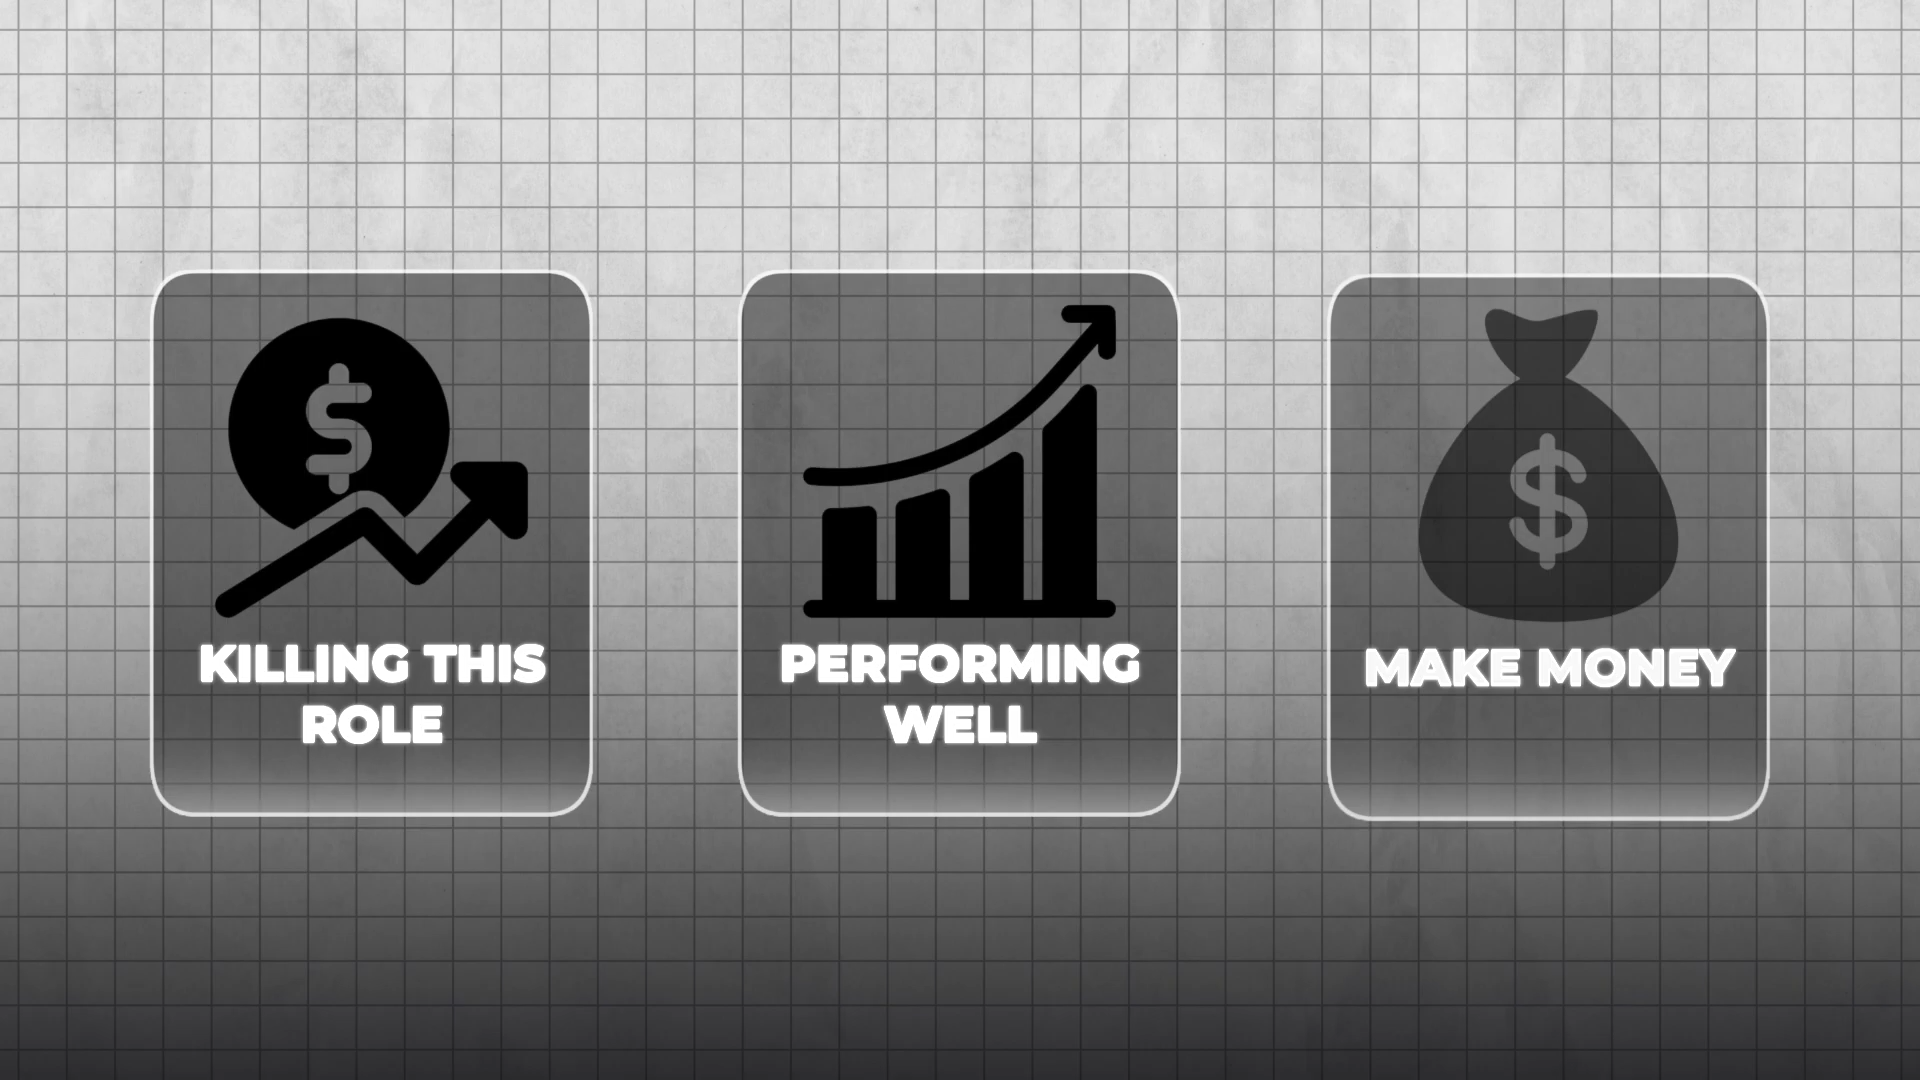 KILLING THIS
ROLE
PERFORMING
WELL
MAKE MONEY
$
$